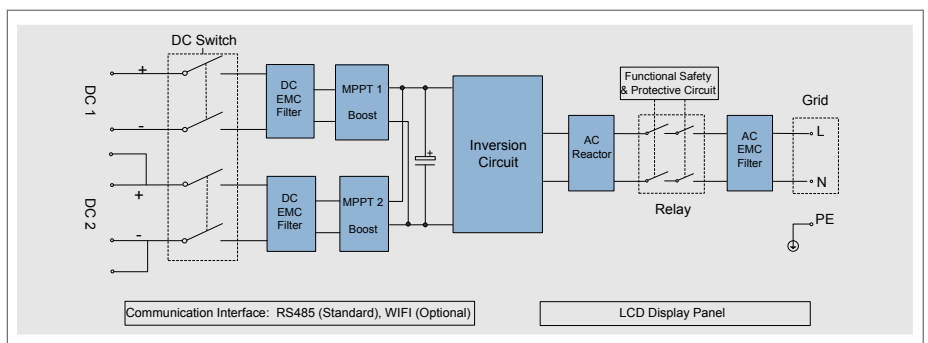 DC Switch
DC 1
+
-
DC
EMC
Filter
MPPT 1
Boost
+
Inversion
Circuit
AC
Reactor
Functional Safety
& Protective Circuit
Relay
AC
EMC
Filter
Grid
L
N
PE
DC 2
+
-
DC
EMC
Filter
MPPT 2
Boost
Communication Interface: RS485 (Standard), WIFI (Optional)
LCD Display Panel